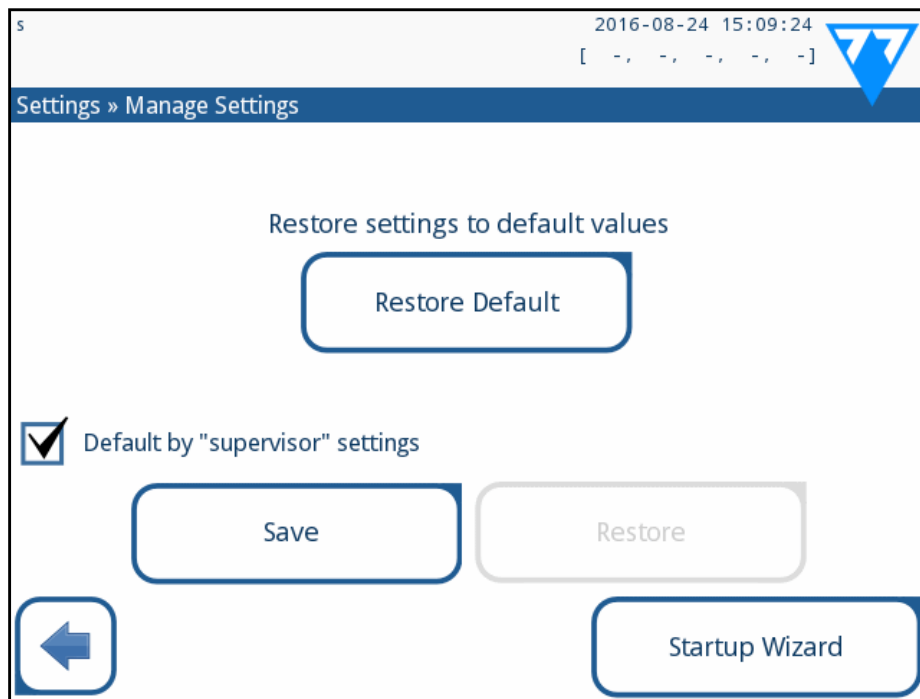 s
2016-08-24 15:09:24
[ -, -, -, -, -]
Settings » Manage Settings
Restore settings to default values
Restore Default
Default by "supervisor" settings
Save
Restore
Startup Wizard